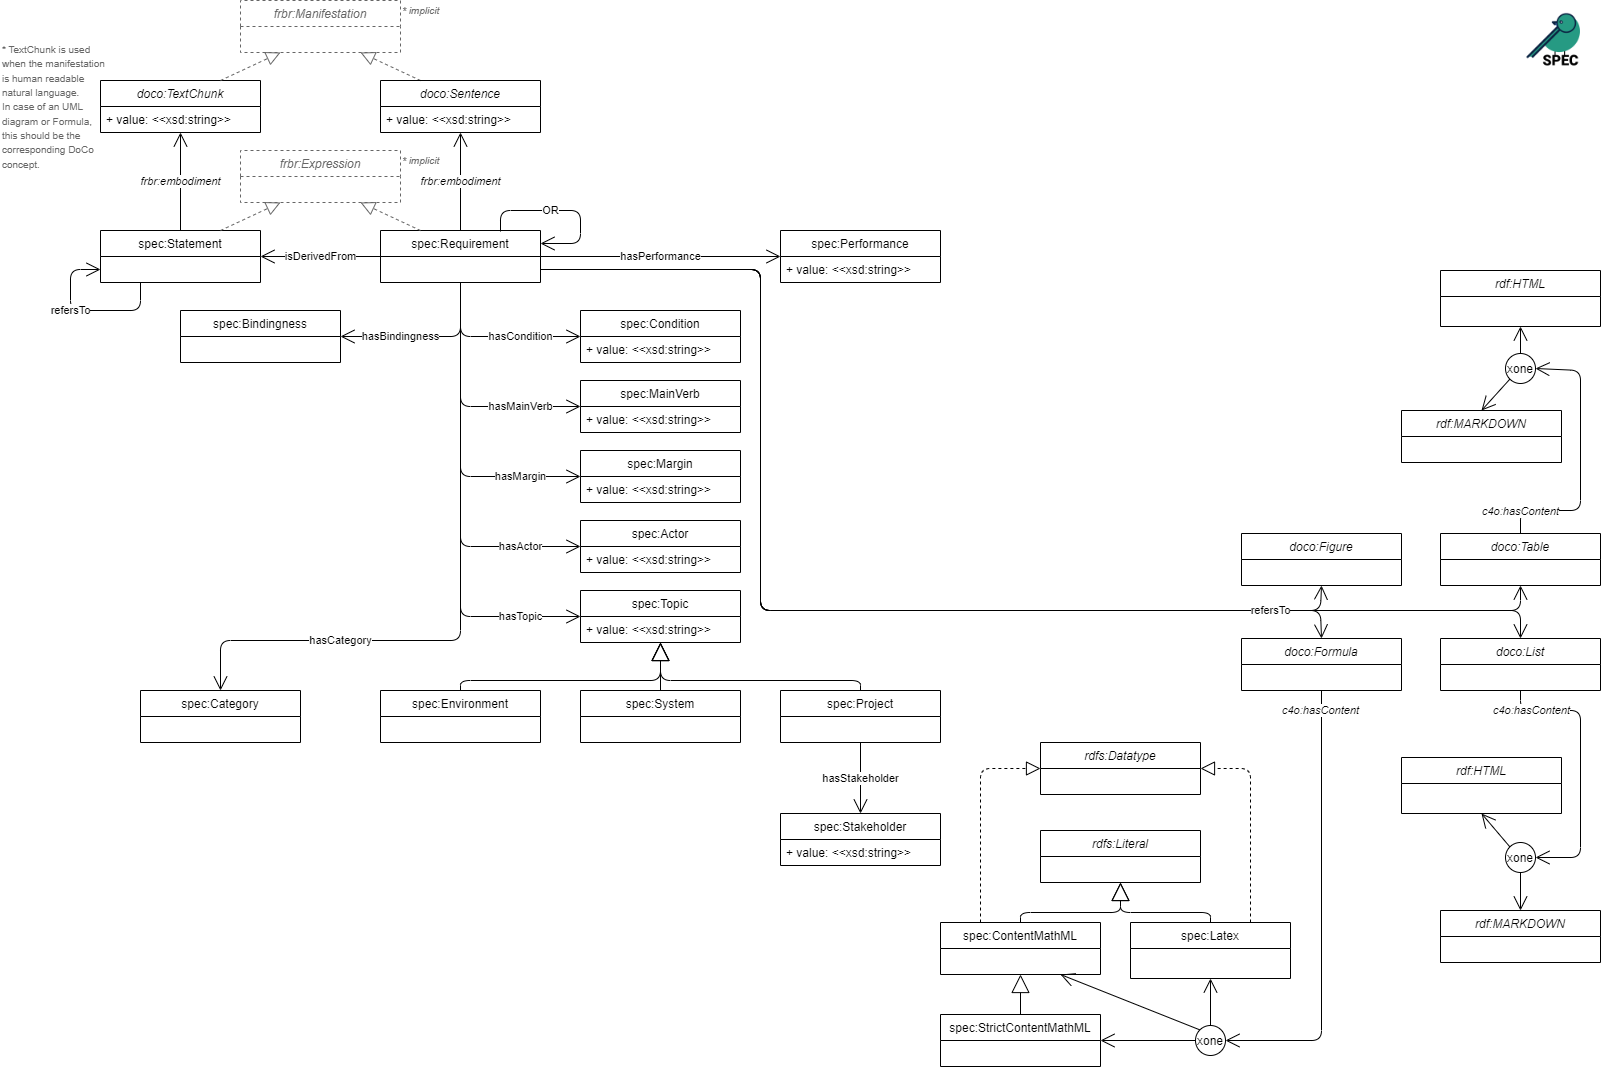 frbr:Manifestation
* implicit
* TextChunk is used
when the manifestation
is human readable
natural language.
In case of an UML
diagram or Formula,
this should be the
corresponding DoCo
concept.
SPEC
doco:TextChunk
+ value: <<xsd:string>>
doco:Sentence
+ value: <<xsd:string>>
frbr:Expression
* implicit
frbr:embodiment
frbr:embodiment
OR
spec:Statement
isDerivedFrom
spec:Requirement
hasPerformance
spec:Performance
+ value: <<xsd:string>>
refersTo
spec:Bindingness
hasBindingness
hasCondition
spec:Condition
+ value: <<xsd:string>>
hasMainVerb
spec:MainVerb
+ value: <<xsd:string>>
hasMargin
spec:Margin
+ value: <<xsd:string>>
hasActor
spec:Actor
+ value: <<xsd:string>>
hasTopic
spec:Topic
+ value: <<xsd:string>>
hasCategory
spec:Category
spec:Environment
spec:System
spec:Project
hasStakeholder
spec:Stakeholder
+ value: <<xsd:string>>
rdf:HTML
xone
rdf:MARKDOWN
c4o:hasContent
doco:Figure
doco:Table
refersTo
doco:Formula
doco:List
c4o:hasContent
c4o:hasContent
rdfs:Datatype
rdf:HTML
rdfs:Literal
xone
spec:ContentMathML
spec:Latex
rdf:MARKDOWN
spec:StrictContentMathML
xone